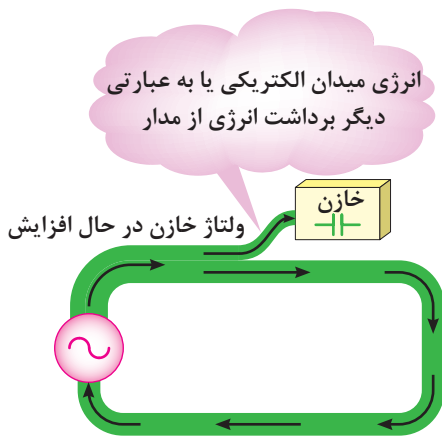 انرژی میدان الکتریکی یا به عبارتی
دیگر برداشت انرژی از مدار
خازن
ولتاژ خازن در حال افزایش